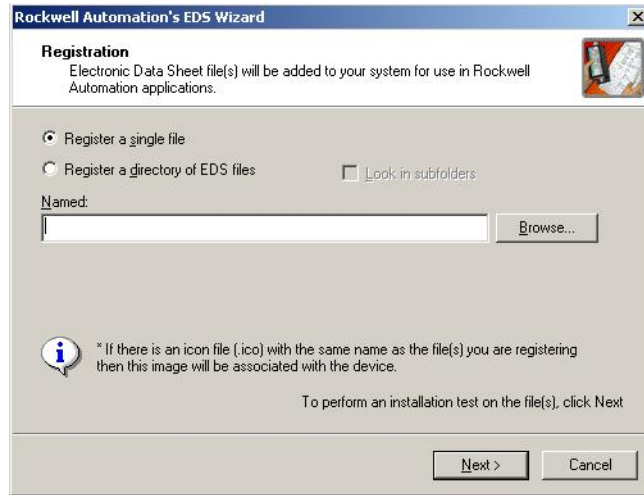 Rockwell Automation's EDS Wizard
Registration
Electronic Data Sheet file(s) will be added to your system for use in Rockwell
Automation applications.
Register a single file
Register a directory of EDS files
Look in subfolders
Named:
Browse...
* If there is an icon file (.ico) with the same name as the file(s) you are registering
then this image will be associated with the device.
To perform an installation test on the file(s), click Next
Next >
Cancel